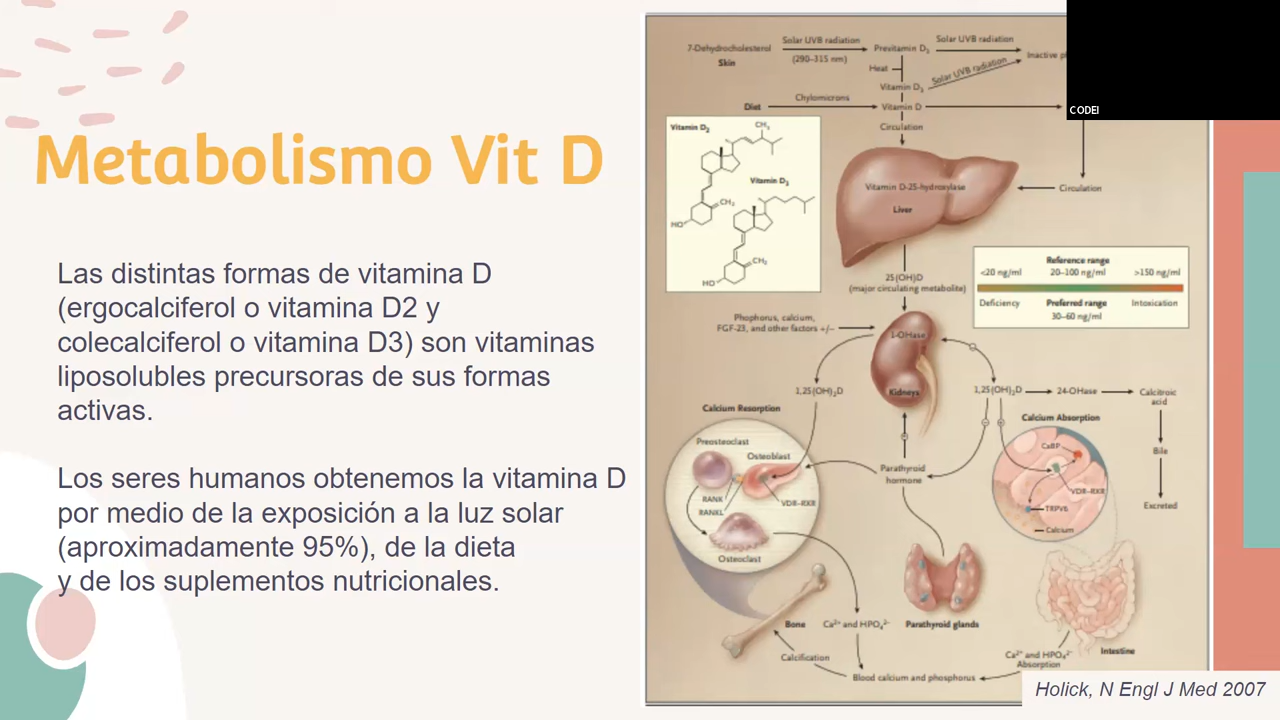 Metabolismo Vit D
Las distintas formas de vitamina D
(ergocalciferol o vitamina D2 y
colecalciferol o vitamina D3) son vitaminas
liposolubles precursoras de sus formas
activas.
Los seres humanos obtenemos la vitamina D
por medio de la exposición a la luz solar
(aproximadamente 95%), de la dieta
y de los suplementos nutricionales.
CODEI
7-Dehydrocholesterol
Skin
Solar UVB radiation
(290–315 nm)
Previtamin D3
Solar UVB radiation
Inactive
Heat
Solar UVB radiation
Vitamin D3
Diet
Chylomicrons
Vitamin D
Circulation
Vitamin D2
CH3
CH2
HO
Vitamin D3
CH2
HO
Vitamin D-25-hydroxylase
Liver
Circulation
25(OH)D
(major circulating metabolite)
Reference range
<20 ng/ml 20–100 ng/ml >150 ng/ml
Deficiency Preferred range Intoxication
30–60 ng/ml
Phophorus, calcium,
FGF-23, and other factors +/–
1-OHase
Kidneys
1,25(OH)2D
1,25(OH)2D
24-OHase
Calcitroic
acid
Bile
Excreted
Calcium Resorption
Preosteoclast
Osteoblast
RANK
RANKL
VDR–RXR
Osteoclast
Parathyroid
hormone
Calcium Absorption
CaBP
VDR–RXR
TRPV6
Calcium
Bone
Ca2+ and HPO42–
Parathyroid glands
Intestine
Calcification
Ca2+ and HPO42–
Absorption
Blood calcium and phosphorus
Holick, N Engl J Med 2007